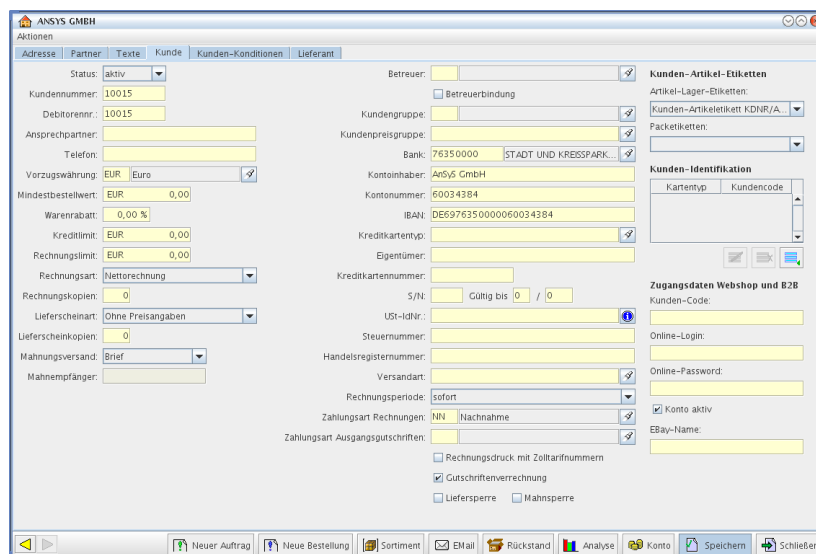 ANSYS GMBH
Aktionen
Adresse Partner Texte Kunde Kunden-Konditionen Lieferant
Status: aktiv
Kundennummer: 10015
Debitorennr.: 10015
Ansprechpartner:
Telefon:
Vorzugswährung: EUR Euro
Mindestbestellwert: EUR 0,00
Warenrabatt: 0,00 %
Kreditlimit: EUR 0,00
Rechnungslimit: EUR 0,00
Rechnungsart: Nettorechnung
Rechnungskopien: 0
Lieferscheinart: Ohne Preisangaben
Lieferscheinkopien: 0
Mahnungsversand: Brief
Mahnempfänger:
Betreuer:
Betreuerbindung
Kundengruppe:
Kundenpreisgruppe:
Bank: 76350000 STADT UND KREISSPARK...
Kontoinhaber: AnSyS GmbH
Kontonummer: 60034384
IBAN: DE69763500000060034384
Kreditkartentyp:
Eigentümer:
Kreditkartennummer:
S/N: Gültig bis 0 / 0
USt-IdNr.:
Steuernummer:
Handelsregisternummer:
Versandart:
Rechnungsperiode: sofort
Zahlungsart Rechnungen: NN Nachnahme
Zahlungsart Ausgangsgutschriften:
Rechnungsdruck mit Zolltarifnummern
Gutschriftenverrechnung
Liefersperre Mahnsperre
Kunden-Artikel-Etiketten
Artikel-Lager-Etiketten:
Kunden-Artikeletikett KDNR/A...
Packetiketten:
Kunden-Identifikation
Kartentyp Kundencode
Zugangsdaten Webshop und B2B
Kunden-Code:
Online-Login:
Online-Password:
Konto aktiv
EBay-Name:
Neuer Auftrag Neue Bestellung Sortiment EMail Rückstand Analyse Konto Speichern Schließen